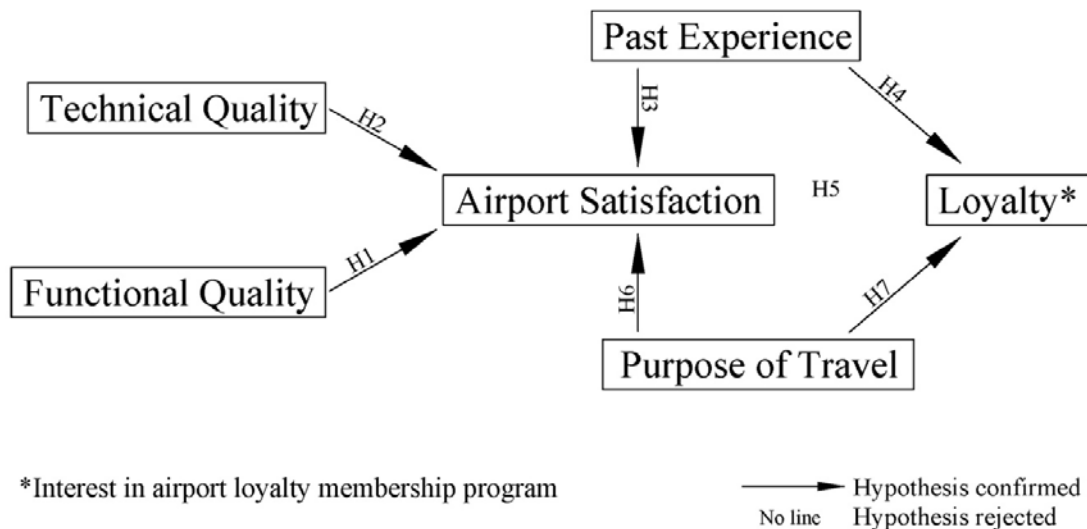 Past Experience
Technical Quality
H2
H3
H4
Airport Satisfaction
H5
Loyalty*
Functional Quality
H1
H6
H7
Purpose of Travel
*Interest in airport loyalty membership program
Hypothesis confirmed
No line Hypothesis rejected